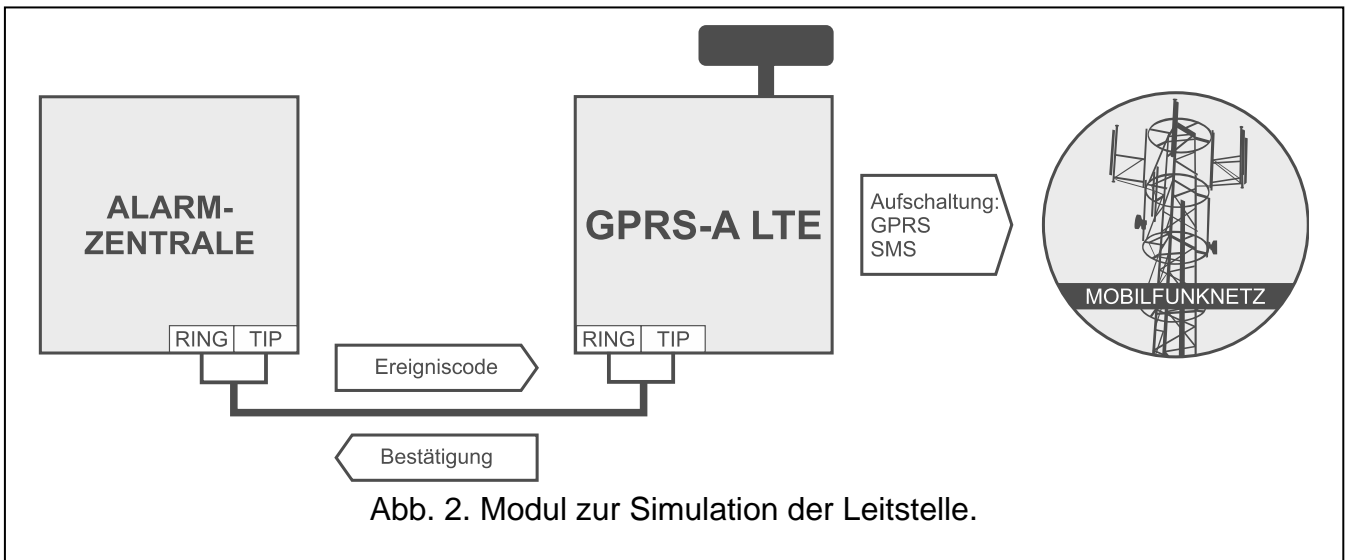 ALARM-
ZENTRALE
RING TIP
GPRS-A LTE
RING TIP
Ereigniscode
Bestätigung
Aufschaltung:
GPRS
SMS
MOBILFUNKNETZ
Abb. 2. Modul zur Simulation der Leitstelle.